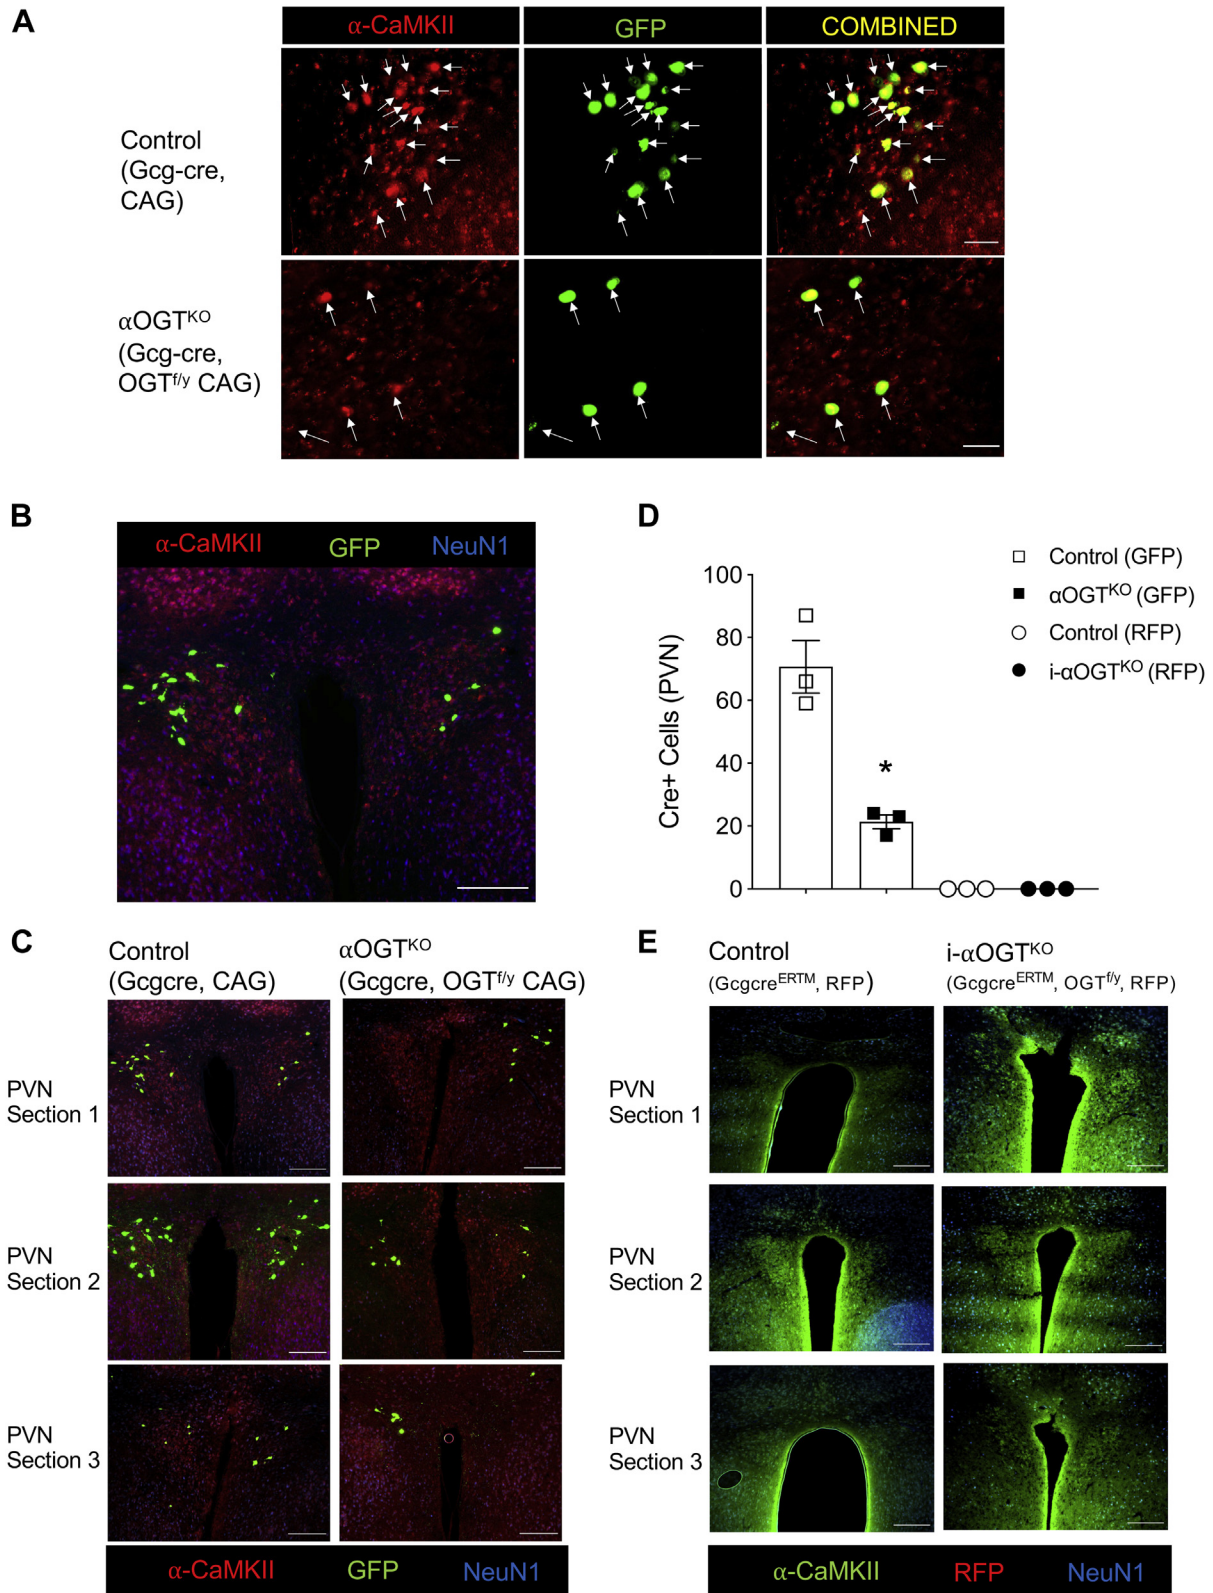 A
α-CaMKII GFP COMBINED
Control
(Gcg-cre,
CAG)
αOGTᴷᴼ
(Gcg-cre,
OGTᶠ/ʸ CAG)
B
α-CaMKII GFP NeuN1
D
Control (GFP)
αOGTᴷᴼ (GFP)
Control (RFP)
i-αOGTᴷᴼ (RFP)
Cre+ Cells (PVN)
100
80
60
40
20
0
*
C
Control
(Gcgcre, CAG)
αOGTᴷᴼ
(Gcgcre, OGTᶠ/ʸ CAG)
PVN
Section 1
PVN
Section 2
PVN
Section 3
α-CaMKII GFP NeuN1
E
Control
(Gcgcreᴱᴿᵀᴹ, RFP)
i-αOGTᴷᴼ
(Gcgcreᴱᴿᵀᴹ, OGTᶠ/ʸ, RFP)
PVN
Section 1
PVN
Section 2
PVN
Section 3
α-CaMKII RFP NeuN1